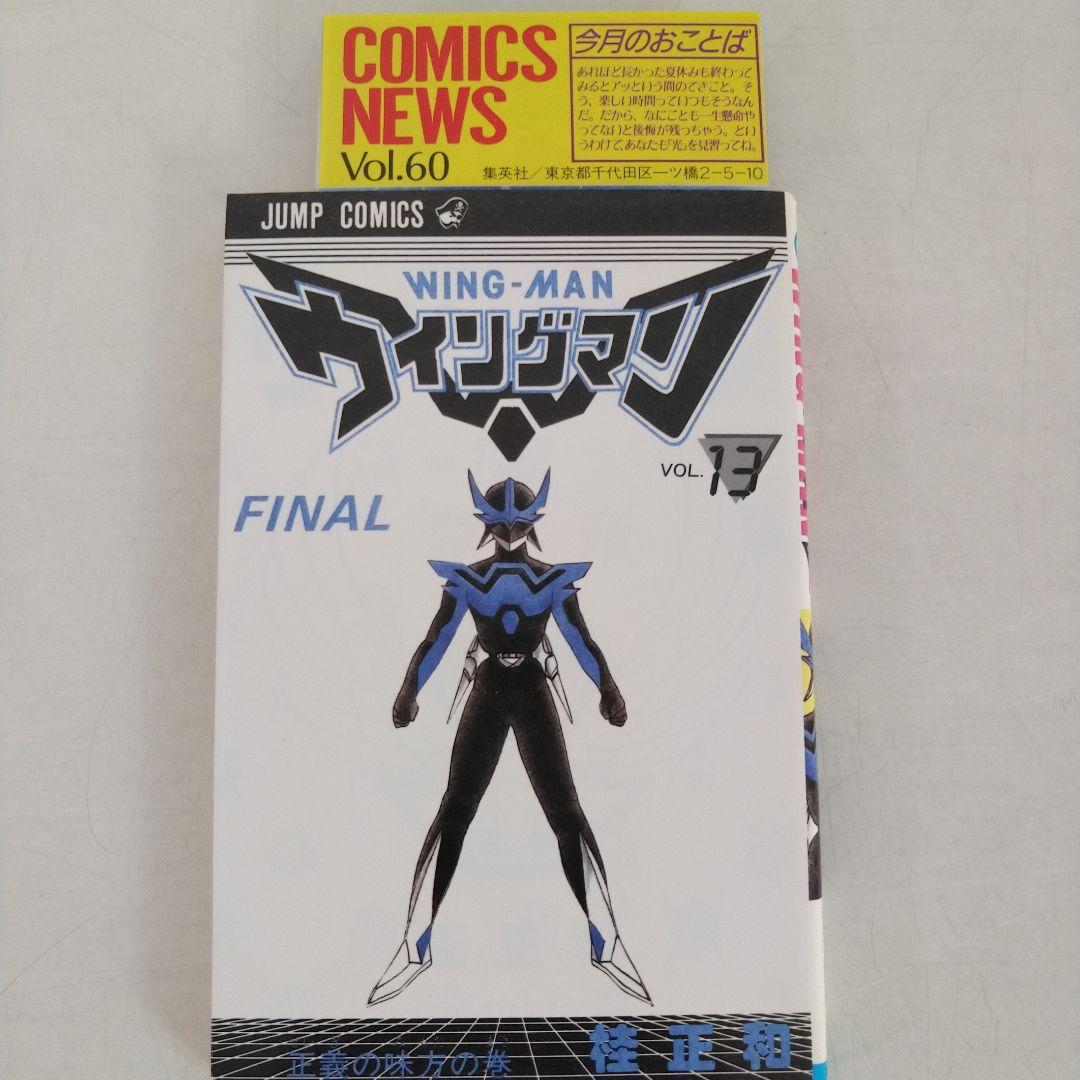 COMICS
NEWS
Vol.60
今月のおことば
あれほど長かった夏休みも終わって
みるとアッという間のできごと。そ
う、楽しい時間っていつもそうなん
だ。だから、なにごとも一生懸命や
ってないと後悔が残っちゃう。とい
うわけで、あなたも『光』を見習ってね。
集英社／東京都千代田区一ツ橋2-5-10
JUMP COMICS
WING-MAN
ウイングマン
VOL. 13
FINAL
正義の味方の巻
桂正和